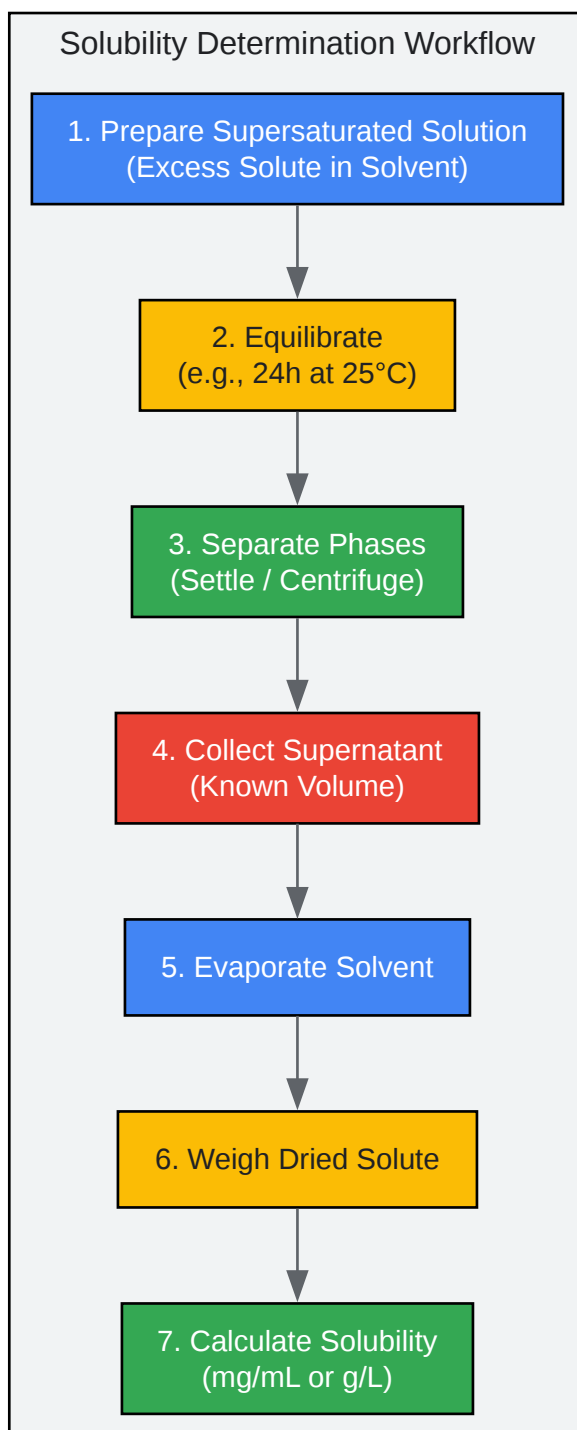 Solubility Determination Workflow
1. Prepare Supersaturated Solution
(Excess Solute in Solvent)
2. Equilibrate
(e.g., 24h at 25°C)
3. Separate Phases
(Settle / Centrifuge)
4. Collect Supernatant
(Known Volume)
5. Evaporate Solvent
6. Weigh Dried Solute
7. Calculate Solubility
(mg/mL or g/L)